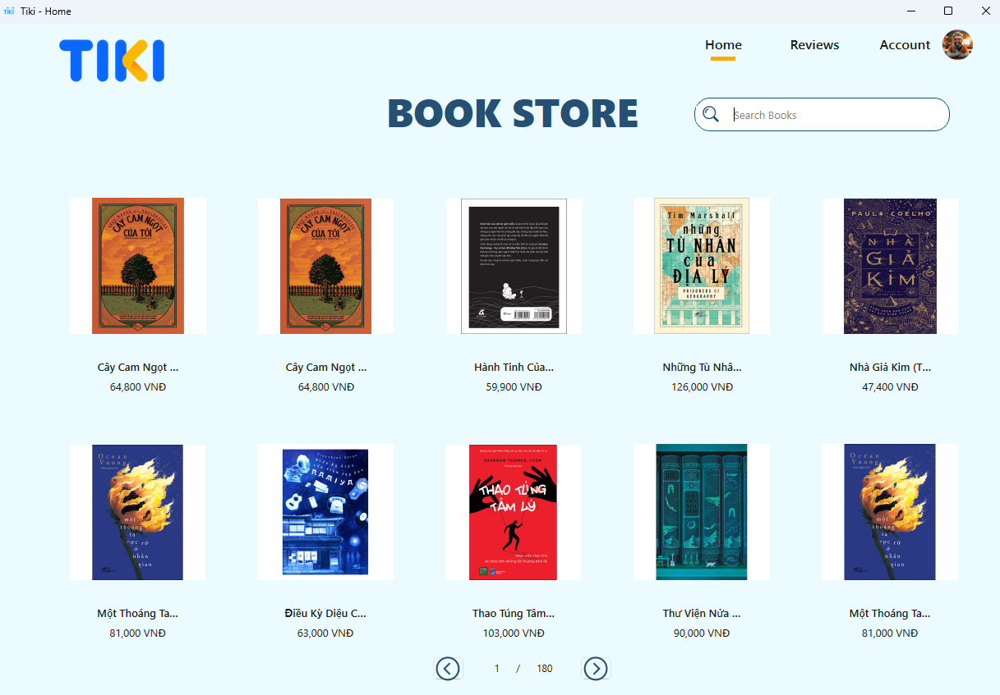 Tiki - Home
TIKI
Home Reviews Account
BOOK STORE
Search Books
CÂY CAM NGỌT
CỦA TÔI
CÂY CAM NGỌT
CỦA TÔI
Tim Marshall
những
TÙ NHÂN
của
ĐỊA LÝ
PRISONERS OF
GEOGRAPHY
PAULO COELHO
NHÀ
GIẢ
KIM
Cây Cam Ngọt ...
64,800 VNĐ
Cây Cam Ngọt ...
64,800 VNĐ
Hành Tinh Của...
59,900 VNĐ
Những Tù Nhâ...
126,000 VNĐ
Nhà Giả Kim (T...
47,400 VNĐ
Ocean
Vuong
một
thoáng
ta
rực rỡ
ở
nhân
gian
NAMIYA
SHANNON THOMAS, LCSW
THAO TÚNG
TÂM LÝ
Ocean
Vuong
một
thoáng
ta
rực rỡ
ở
nhân
gian
Một Thoáng Ta...
81,000 VNĐ
Điều Kỳ Diệu C...
63,000 VNĐ
Thao Túng Tâm...
103,000 VNĐ
Thư Viện Nửa ...
90,000 VNĐ
Một Thoáng Ta...
81,000 VNĐ
1 / 180